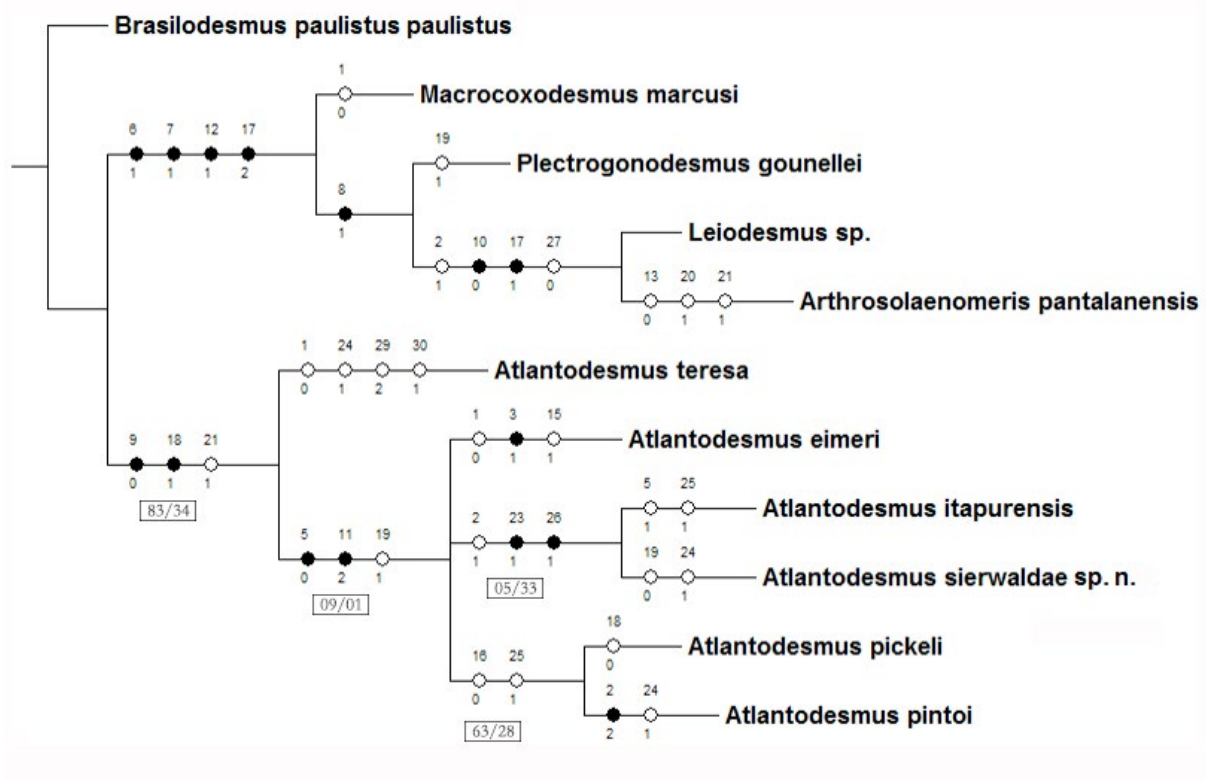 Brasilodesmus paulistus paulistus
1
Macrocoxodesmus marcusi
0
6 7 12 17
1 1 1 2
19
Plectrogonodesmus gounellei
1
8
1
Leiodesmus sp.
2 10 17 27
1 0 1 0
13 20 21
Arthrosolaenomeris pantalanensis
0 1 1
1 24 29 30
Atlantodesmus teresa
0 1 2 1
1 3 15
Atlantodesmus eimeri
0 1 1
9 18 21
0 1 1
83/34
5 25
Atlantodesmus itapurensis
1 1
2 23 26
1 1 1
5 11 19
0 2 1
19 24
Atlantodesmus sierwaldae sp. n.
0 1
05/33
09/01
18
Atlantodesmus pickeli
0
16 25
0 1
2 24
Atlantodesmus pintoi
2 1
63/28